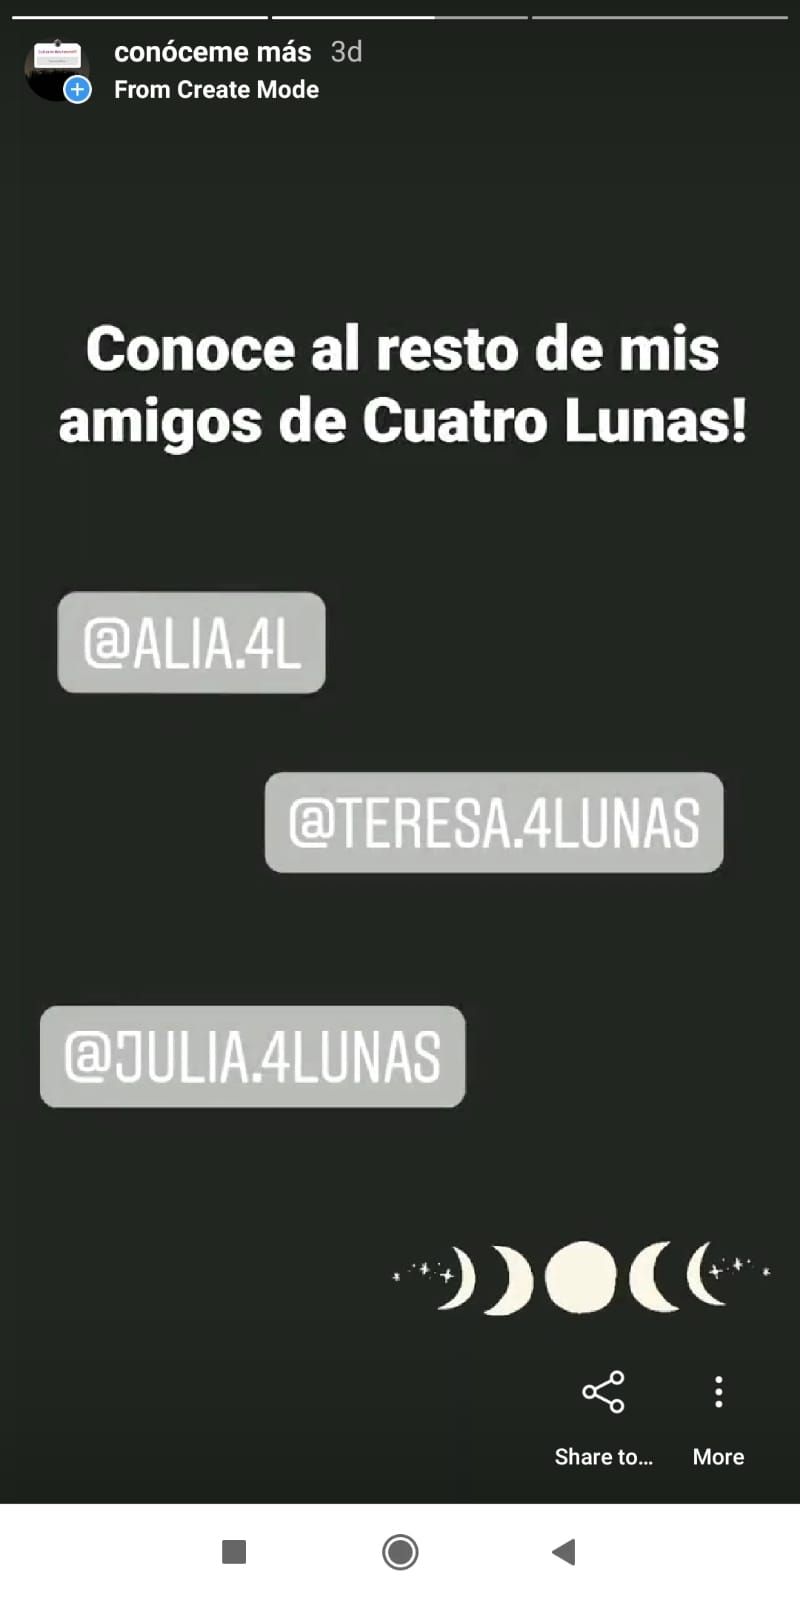 conóceme más 3d
From Create Mode
Conoce al resto de mis
amigos de Cuatro Lunas!
@ALIA.4L
@TERESA.4LUNAS
@JULIA.4LUNAS
Share to... More